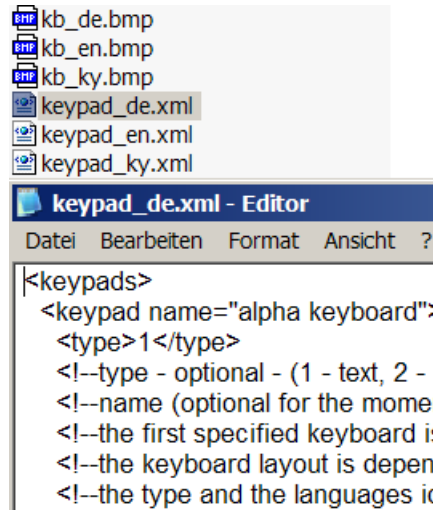 kb_de.bmp
kb_en.bmp
kb_ky.bmp
keypad_de.xml
keypad_en.xml
keypad_ky.xml
keypad_de.xml - Editor
Datei Bearbeiten Format Ansicht ?
<keypads>
<keypad name="alpha keyboard">
<type>1</type>
<!--type - optional - (1 - text, 2 -
<!--name (optional for the mome
<!--the first specified keyboard is
<!--the keyboard layout is depen
<!--the type and the languages ic